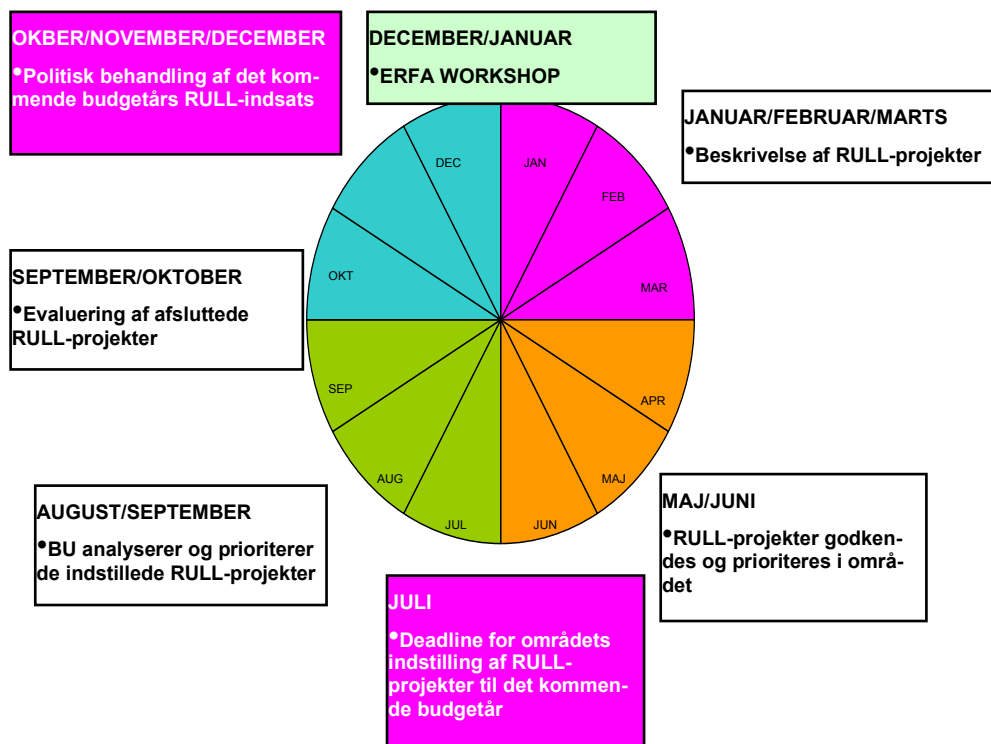 OKBER/NOVEMBER/DECEMBER
•Politisk behandling af det kom-
mende budgetårs RULL-indsats
DECEMBER/JANUAR
•ERFA WORKSHOP
JANUAR/FEBRUAR/MARTS
•Beskrivelse af RULL-projekter
DEC
JAN
FEB
OKT
MAR
SEPTEMBER/OKTOBER
•Evaluering af afsluttede
RULL-projekter
SEP
APR
AUG
MAJ
JUL
JUN
AUGUST/SEPTEMBER
•BU analyserer og prioriterer
de indstillede RULL-projekter
MAJ/JUNI
•RULL-projekter godken-
des og prioriteres i områ-
det
JULI
•Deadline for områdets
indstilling af RULL-
projekter til det kommen-
de budgetår